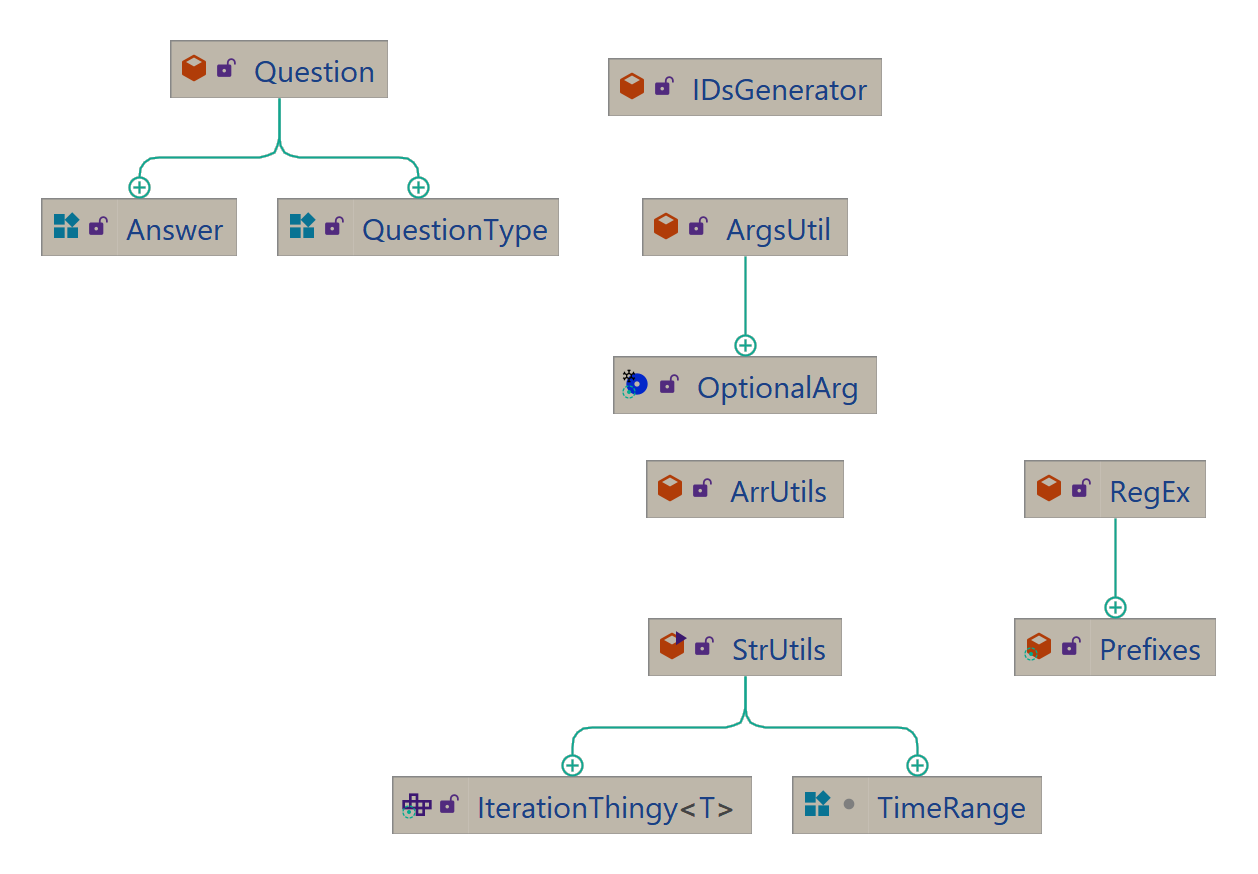 Question
IDsGenerator
Answer
QuestionType
ArgsUtil
OptionalArg
ArrUtils
RegEx
StrUtils
Prefixes
IterationThingy<T>
TimeRange